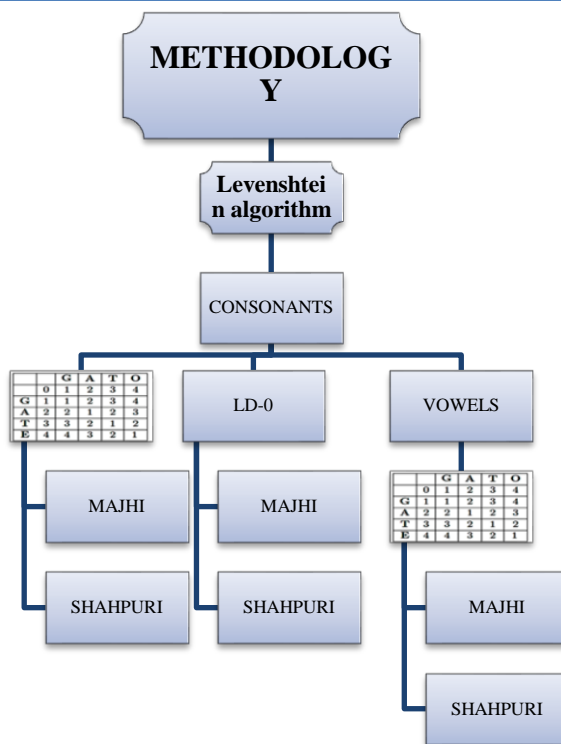 METHODOLOG
Y
Levenshtei
n algorithm
CONSONANTS
G A T O
0 1 2 3 4
G 1 1 2 3 4
A 2 2 1 2 3
T 3 3 2 1 2
E 4 4 3 2 1
MAJHI
SHAHPURI
LD-0
MAJHI
SHAHPURI
VOWELS
G A T O
0 1 2 3 4
G 1 1 2 3 4
A 2 2 1 2 3
T 3 3 2 1 2
E 4 4 3 2 1
MAJHI
SHAHPURI